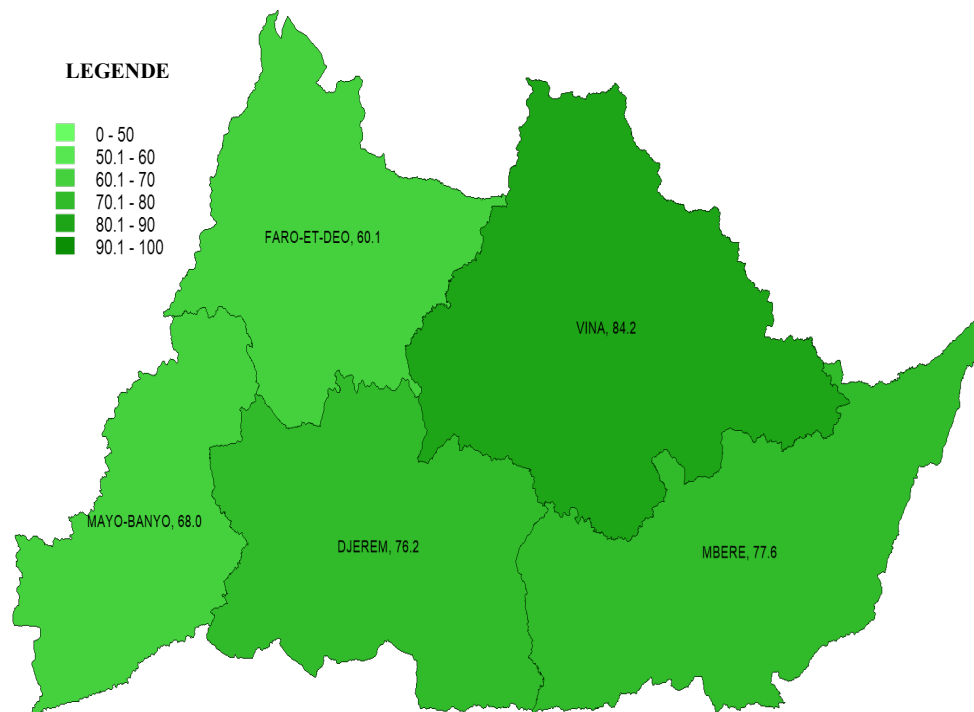 LEGENDE
0 - 50
50.1 - 60
60.1 - 70
70.1 - 80
80.1 - 90
90.1 - 100
FARO-ET-DEO, 60.1
VINA, 84.2
MAYO-BANYO, 68.0
DJEREM, 76.2
MBERE, 77.6